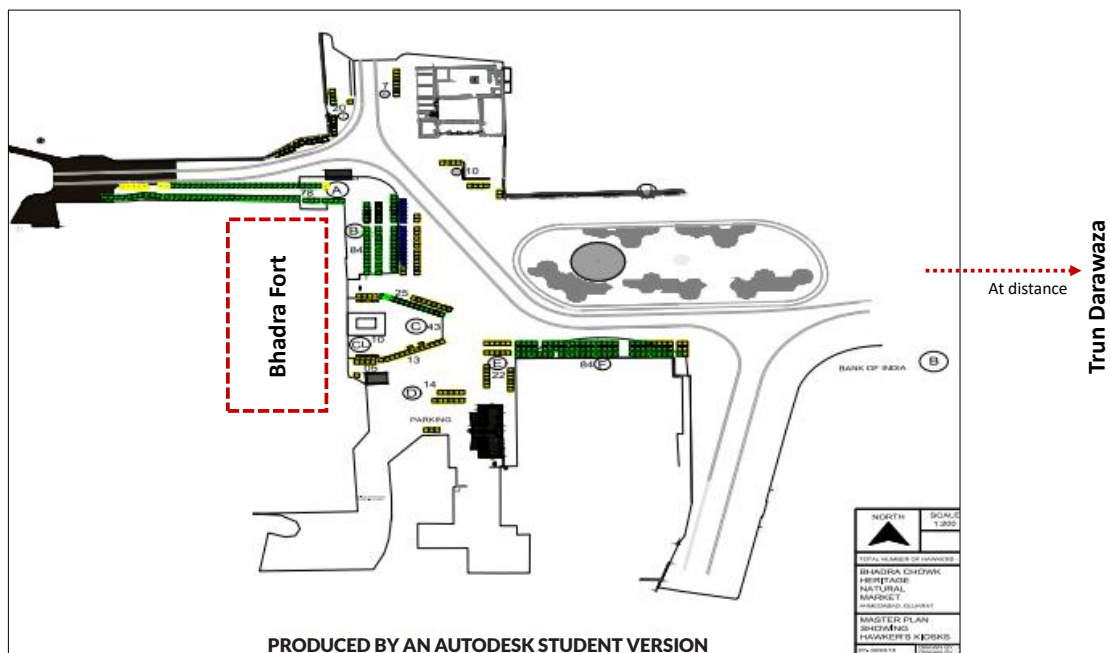 7
20
10
A
78
B
84
Bhadra Fort
25
C
43
CL
10
13
05
E
22
84
F
14
D
PARKING
BANK OF INDIA
B
At distance
Trun Darawaza
NORTH
SCALE
1:200
TOTAL NUMBER OF HAWKERS
BHADRA CHOWK
HERITAGE
NATURAL
MARKET
AHMEDABAD, GUJARAT
MASTER PLAN
SHOWING
HAWKER'S KIOSKS
PRODUCED BY AN AUTODESK STUDENT VERSION